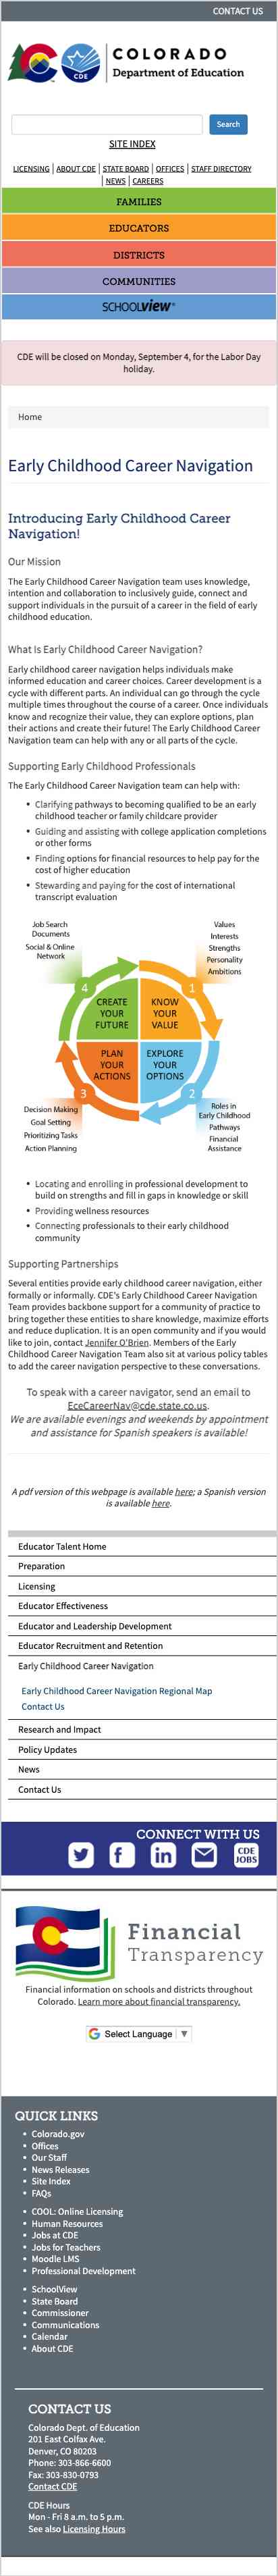 CONTACT US
COLORADO
Department of Education
CDE
Search
SITE INDEX
LICENSING | ABOUT CDE | STATE BOARD | OFFICES | STAFF DIRECTORY
| NEWS | CAREERS
FAMILIES
EDUCATORS
DISTRICTS
COMMUNITIES
SCHOOLVIEW®
CDE will be closed on Monday, September 4, for the Labor Day
holiday.
Home
Early Childhood Career Navigation
Introducing Early Childhood Career
Navigation!
Our Mission
The Early Childhood Career Navigation team uses knowledge,
intention and collaboration to inclusively guide, connect and
support individuals in the pursuit of a career in the field of early
childhood education.
What Is Early Childhood Career Navigation?
Early childhood career navigation helps individuals make
informed education and career choices. Career development is a
cycle with different parts. An individual can go through the cycle
multiple times throughout the course of a career. Once individuals
know and recognize their value, they can explore options, plan
their actions and create their future! The Early Childhood Career
Navigation team can help with any or all parts of the cycle.
Supporting Early Childhood Professionals
The Early Childhood Career Navigation team can help with:
• Clarifying pathways to becoming qualified to be an early
childhood teacher or family childcare provider
• Guiding and assisting with college application completions
or other forms
• Finding options for financial resources to help pay for the
cost of higher education
• Stewarding and paying for the cost of international
transcript evaluation
Job Search
Documents
Social & Online
Network
Values
Interests
Strengths
Personality
Ambitions
4
1
CREATE
YOUR
FUTURE
KNOW
YOUR
VALUE
PLAN
YOUR
ACTIONS
EXPLORE
YOUR
OPTIONS
3
2
Decision Making
Goal Setting
Prioritizing Tasks
Action Planning
Roles in
Early Childhood
Pathways
Financial
Assistance
• Locating and enrolling in professional development to
build on strengths and fill in gaps in knowledge or skill
• Providing wellness resources
• Connecting professionals to their early childhood
community
Supporting Partnerships
Several entities provide early childhood career navigation, either
formally or informally. CDE's Early Childhood Career Navigation
Team provides backbone support for a community of practice to
bring together these entities to share knowledge, maximize efforts
and reduce duplication. It is an open community and if you would
like to join, contact Jennifer O'Brien. Members of the Early
Childhood Career Navigation Team also sit at various policy tables
to add the career navigation perspective to these conversations.
To speak with a career navigator, send an email to
EceCareerNav@cde.state.co.us.
We are available evenings and weekends by appointment
and assistance for Spanish speakers is available!
A pdf version of this webpage is available here; a Spanish version
is available here.
Educator Talent Home
Preparation
Licensing
Educator Effectiveness
Educator and Leadership Development
Educator Recruitment and Retention
Early Childhood Career Navigation
Early Childhood Career Navigation Regional Map
Contact Us
Research and Impact
Policy Updates
News
Contact Us
CONNECT WITH US
CDE
JOBS
Financial
Transparency
Financial information on schools and districts throughout
Colorado. Learn more about financial transparency.
Select Language ▼
QUICK LINKS
• Colorado.gov
• Offices
• Our Staff
• News Releases
• Site Index
• FAQs
• COOL: Online Licensing
• Human Resources
• Jobs at CDE
• Jobs for Teachers
• Moodle LMS
• Professional Development
• SchoolView
• State Board
• Commissioner
• Communications
• Calendar
• About CDE
CONTACT US
Colorado Dept. of Education
201 East Colfax Ave.
Denver, CO 80203
Phone: 303-866-6600
Fax: 303-830-0793
Contact CDE
CDE Hours
Mon - Fri 8 a.m. to 5 p.m.
See also Licensing Hours